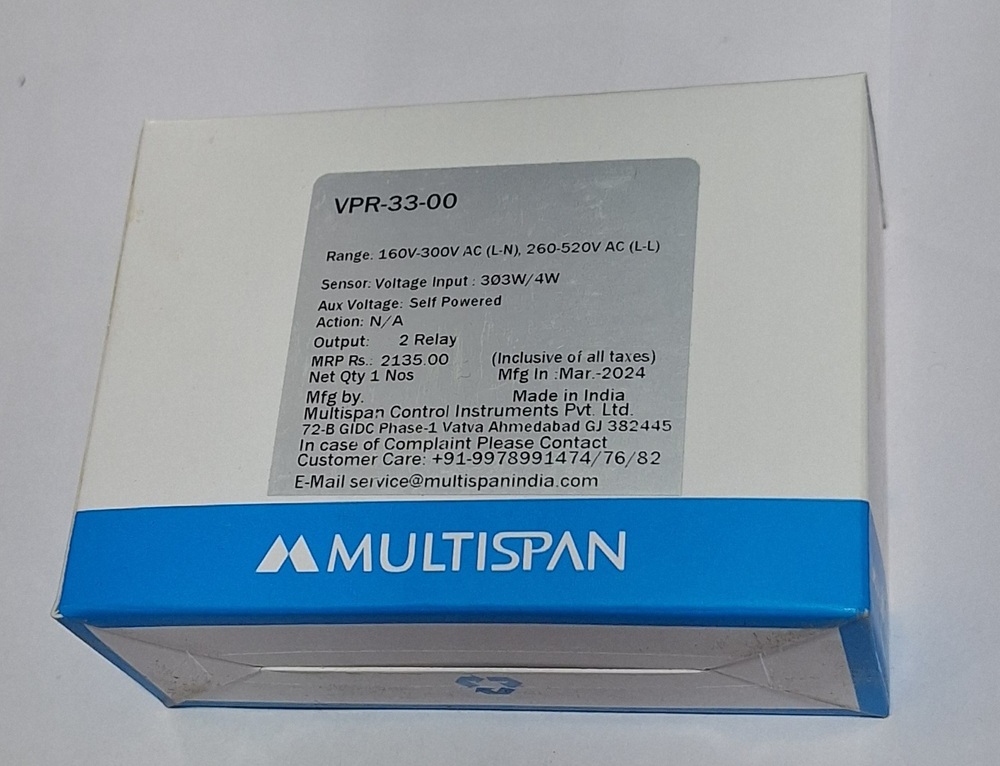 VPR-33-00
Range: 160V-300V AC (L-N), 260-520V AC (L-L)
Sensor: Voltage Input : 3Ø3W/4W
Aux Voltage: Self Powered
Action: N/A
Output: 2 Relay
MRP Rs.: 2135.00 (Inclusive of all taxes)
Net Qty 1 Nos Mfg In :Mar.-2024
Mfg by. Made in India
Multispan Control Instruments Pvt. Ltd.
72-B GIDC Phase-1 Vatva Ahmedabad GJ 382445
In case of Complaint Please Contact
Customer Care: +91-9978991474/76/82
E-Mail service@multispanindia.com
MULTISPAN